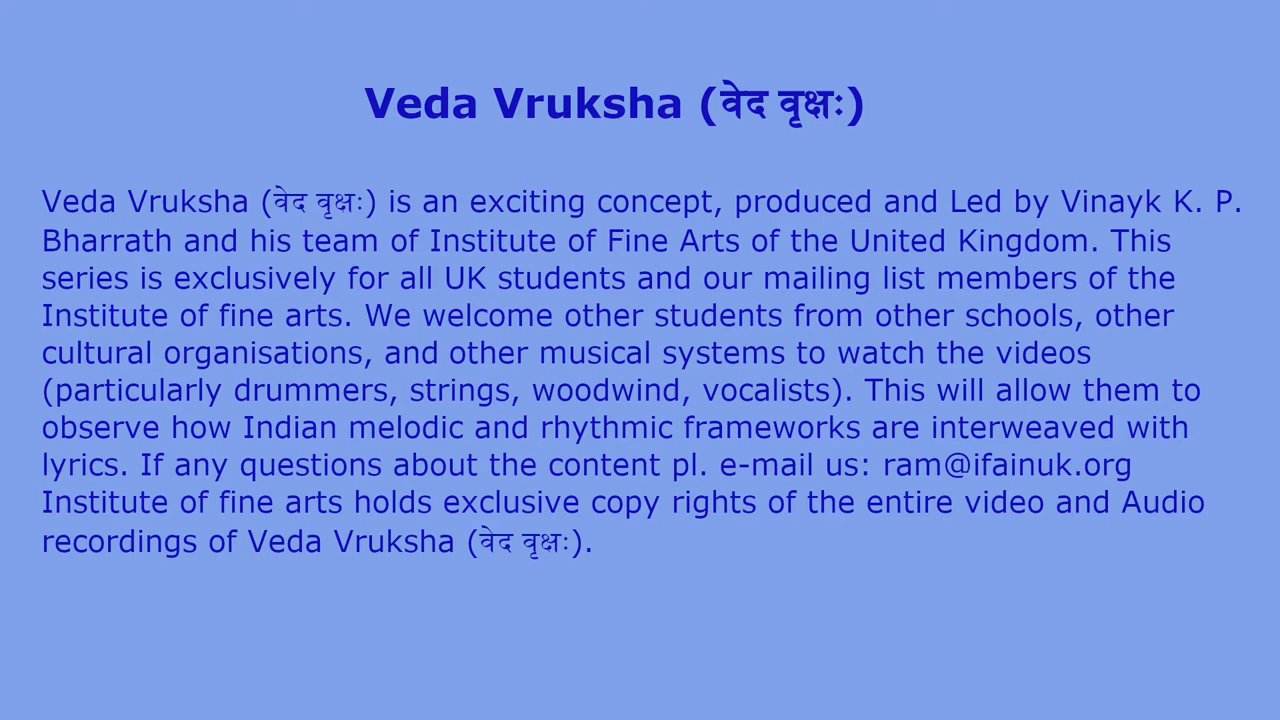 Veda Vruksha (वेद वृक्षः)
Veda Vruksha (वेद वृक्षः) is an exciting concept, produced and Led by Vinayk K. P.
Bharrath and his team of Institute of Fine Arts of the United Kingdom. This
series is exclusively for all UK students and our mailing list members of the
Institute of fine arts. We welcome other students from other schools, other
cultural organisations, and other musical systems to watch the videos
(particularly drummers, strings, woodwind, vocalists). This will allow them to
observe how Indian melodic and rhythmic frameworks are interweaved with
lyrics. If any questions about the content pl. e-mail us: ram@ifainuk.org
Institute of fine arts holds exclusive copy rights of the entire video and Audio
recordings of Veda Vruksha (वेद वृक्षः).